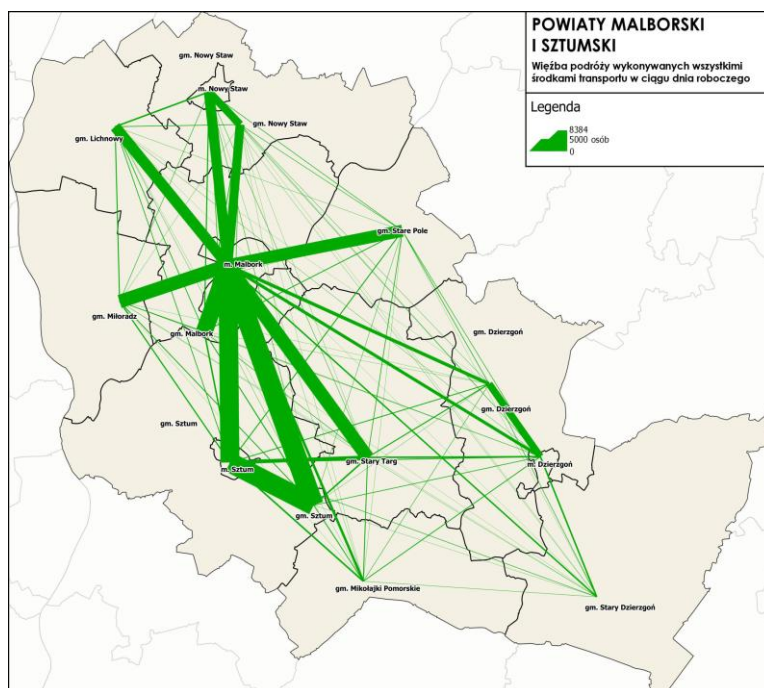 POWIATY MALBORSKI
I SZTUMSKI
Więźba podróży wykonywanych wszystkimi
środkami transportu w ciągu dnia roboczego
Legenda
8384
5000 osób
0
gm. Nowy Staw
m. Nowy Staw
gm. Nowy Staw
gm. Lichnowy
gm. Stare Pole
m. Malbork
gm. Miłoradz
gm. Malbork
gm. Dzierzgoń
gm. Dzierzgoń
gm. Sztum
m. Sztum
gm. Stary Targ
m. Dzierzgoń
gm. Sztum
gm. Mikołajki Pomorskie
gm. Stary Dzierzgoń